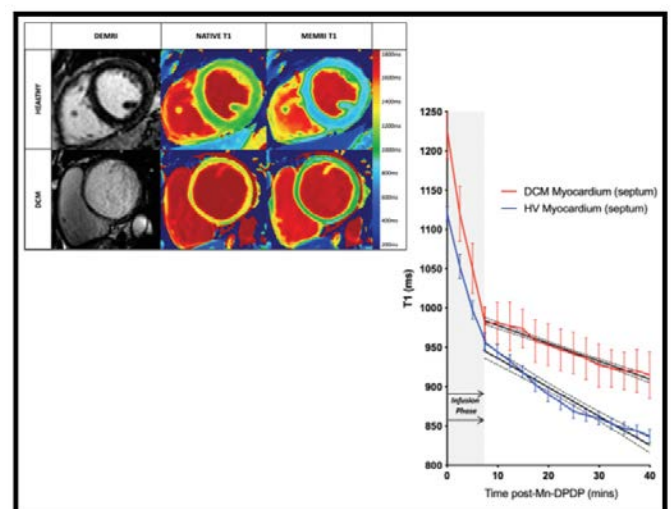 DEMRI NATIVE T1 MEMRI T1
HEALTHY
DCM
1800ms
1600ms
1400ms
1200ms
1000ms
800ms
600ms
400ms
200ms
1250
1200
1150
1100
1050
1000
950
900
850
800
T1 (ms)
DCM Myocardium (septum)
HV Myocardium (septum)
Infusion
Phase
0 10 20 30 40
Time post-Mn-DPDP (mins)